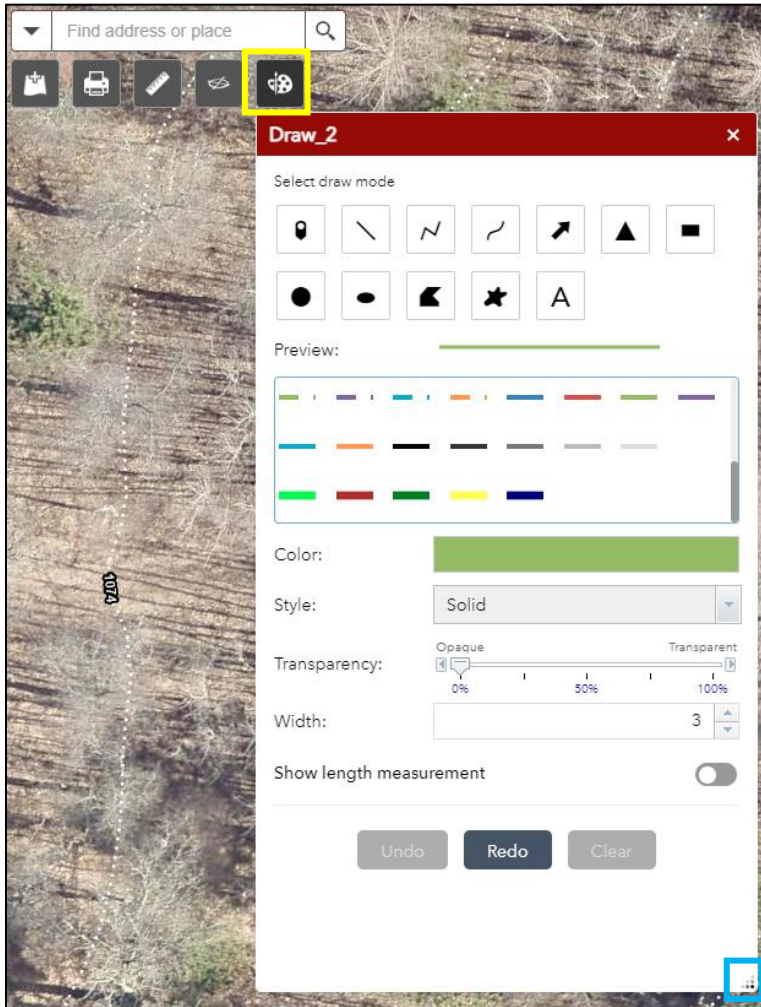 Find address or place
Draw_2
Select draw mode
A
Preview:
Color:
Style: Solid
Opaque Transparent
Transparency:
0% 50% 100%
Width: 3
Show length measurement
Undo Redo Clear
1074